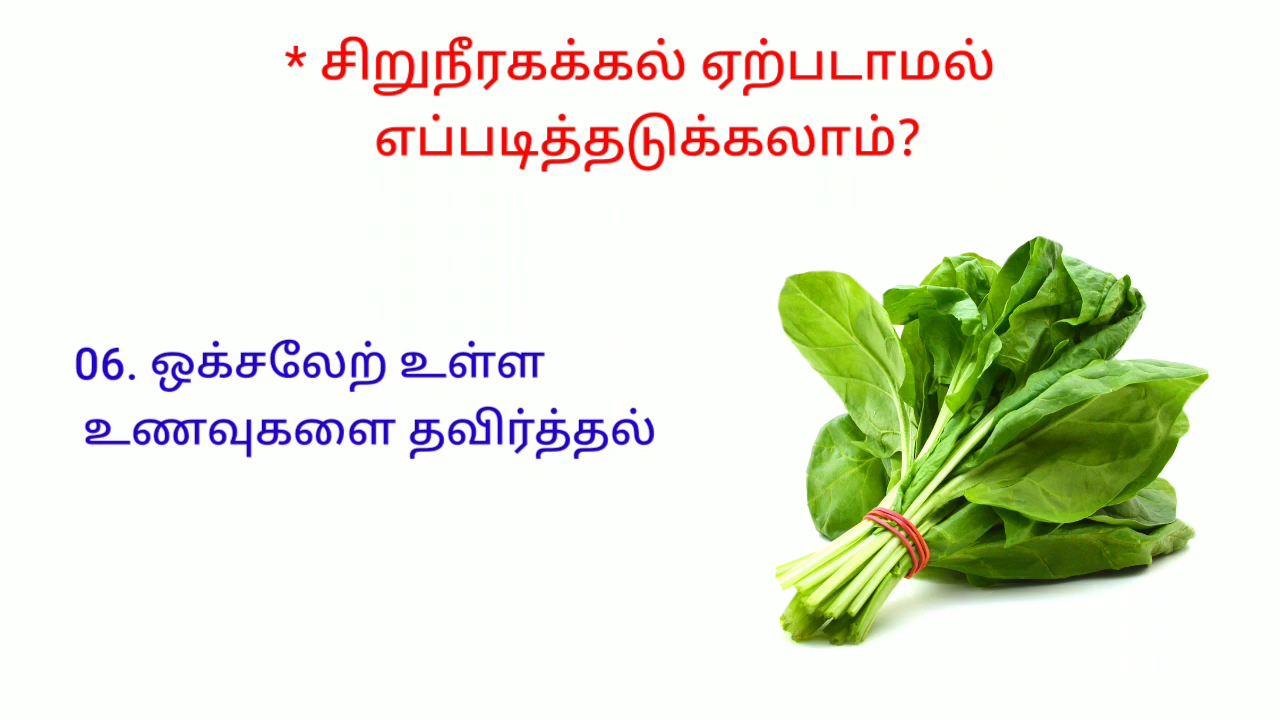 * சிறுநீரகக்கல் ஏற்படாமல்
எப்படித்தடுக்கலாம்?
06. ஒக்சலேற் உள்ள
உணவுகளை தவிர்த்தல்